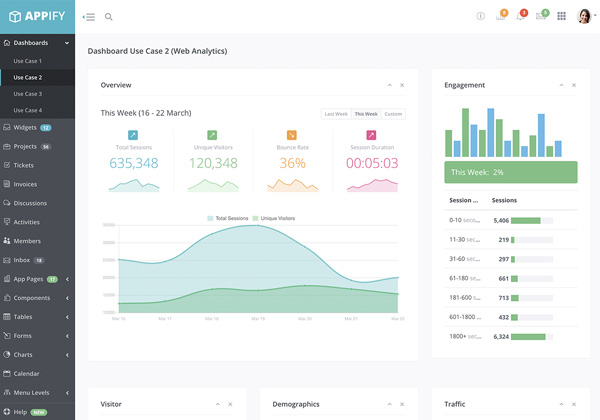 APPIFY
6
3
5
Dashboards
Use Case 1
Use Case 2
Use Case 3
Use Case 4
Widgets 12
Projects 56
Tickets
Invoices
Discussions
Activities
Members
Inbox 18
App Pages 17
Components
Tables
Forms
Charts
Calendar
Menu Levels
Help NEW
Dashboard Use Case 2 (Web Analytics)
Overview
This Week (16 - 22 March)
Last Week This Week Custom
Total Sessions Unique Visitors Bounce Rate Session Duration
635,348 120,348 36% 00:05:03
Total Sessions Unique Visitors
Mar 16 Mar 17 Mar 18 Mar 19 Mar 20 Mar 21 Mar 22
Engagement
This Week: 2%
Session ... Sessions
0-10 seco... 5,406
11-30 sec... 219
31-60 sec... 297
61-180 se... 661
181-600 s... 713
601-1800 ... 432
1800+ sec... 6,324
Visitor
Demographics
Traffic